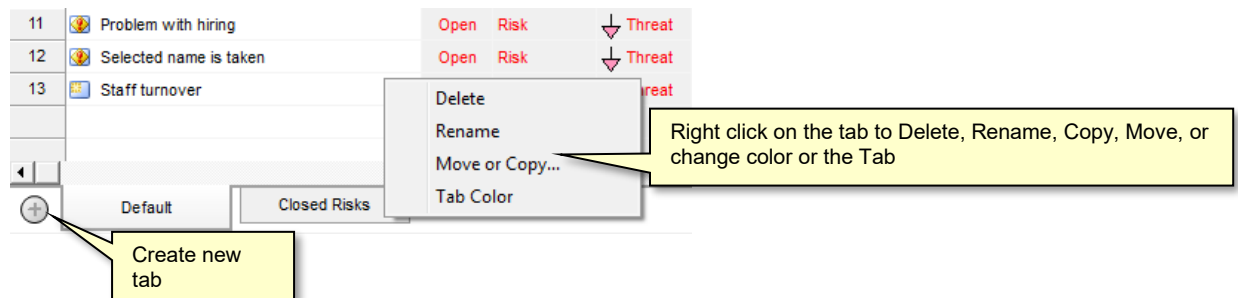 11 Problem with hiring Open Risk Threat
12 Selected name is taken Open Risk Threat
13 Staff turnover reat
Delete
Rename
Move or Copy...
Tab Color
Right click on the tab to Delete, Rename, Copy, Move, or
change color or the Tab
Default Closed Risks
Create new
tab